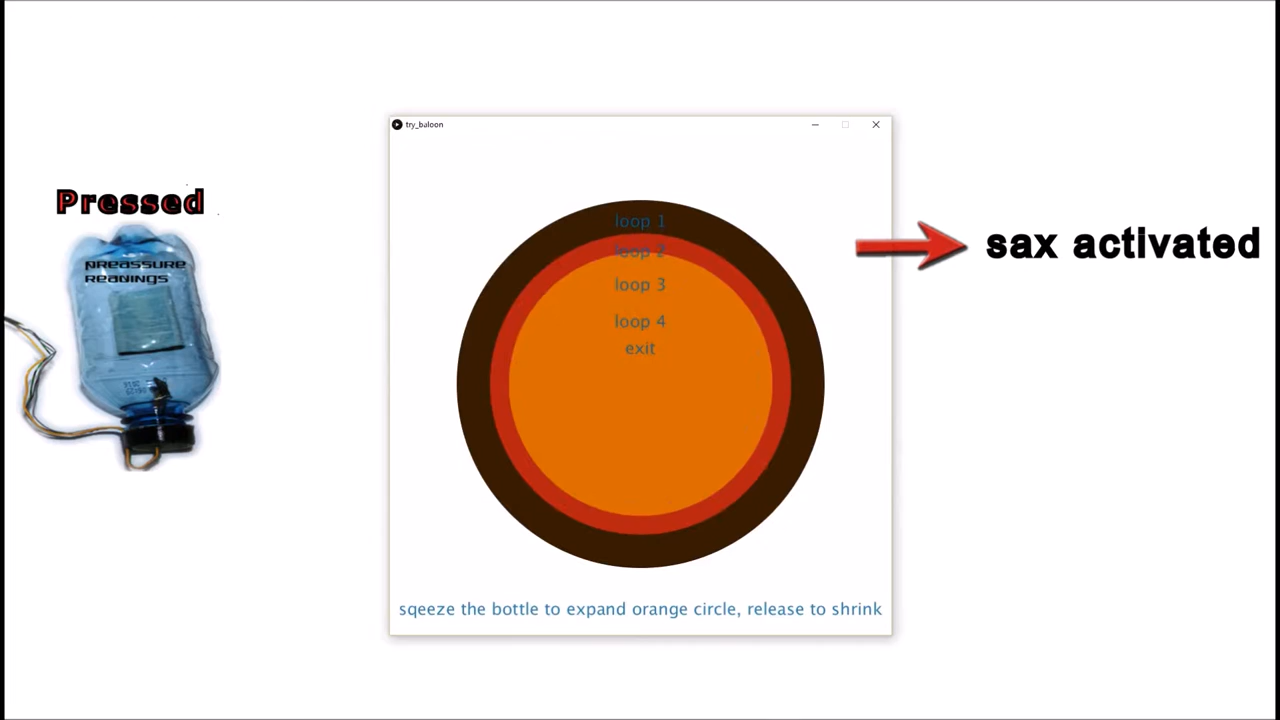 try_baloon
Pressed
preassure
reanings
loop 1
loop 2
loop 3
loop 4
exit
sax activated
sqeeze the bottle to expand orange circle, release to shrink